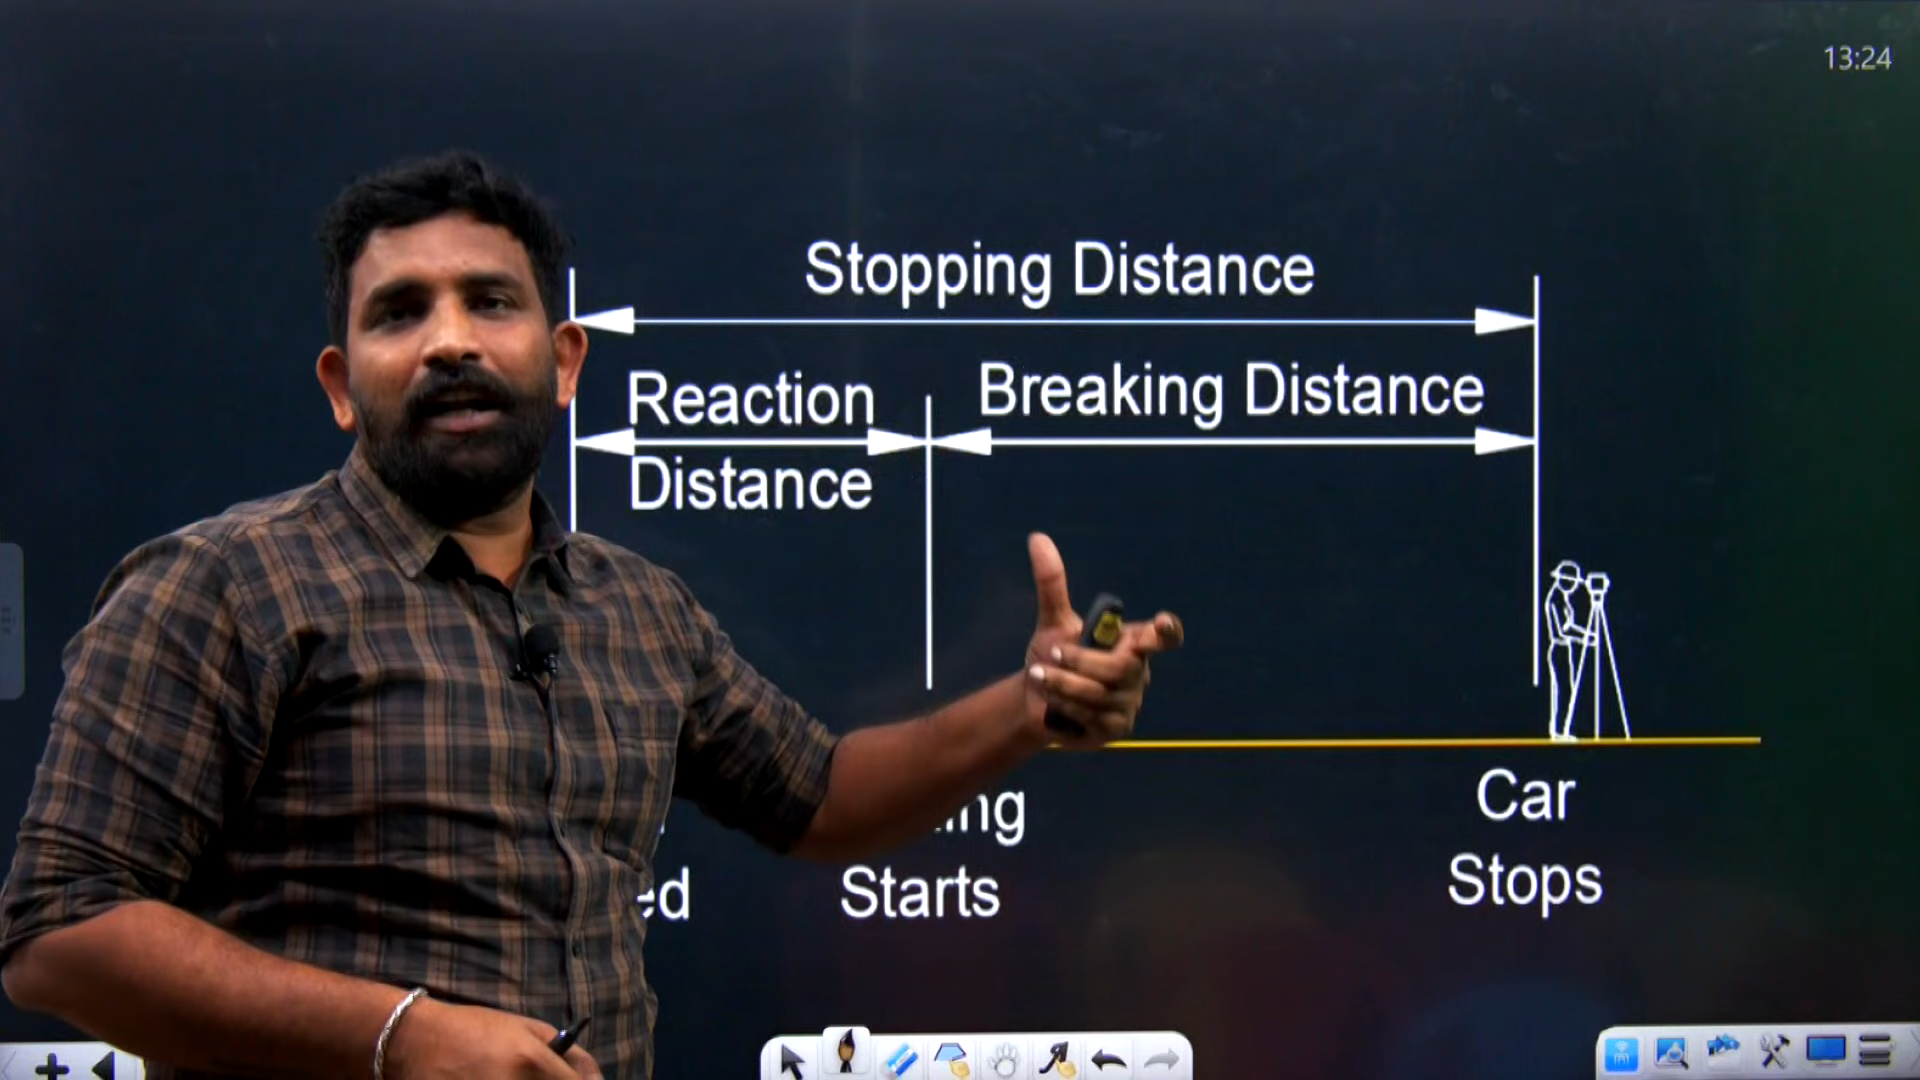 13:24
Stopping Distance
Reaction
Distance
Breaking Distance
Starts
Car
Stops